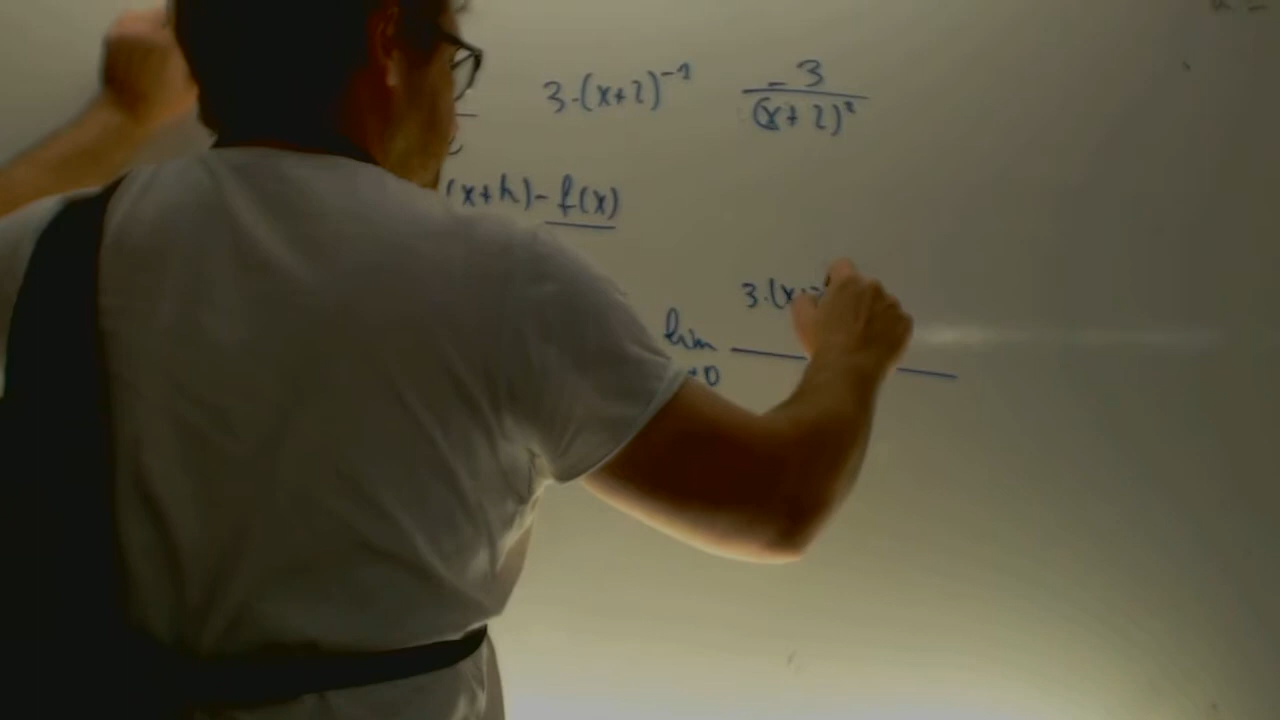 3·(x+2)⁻¹ -3/(x+2)²
(x+h)-f(x)
3·(x
lim
0